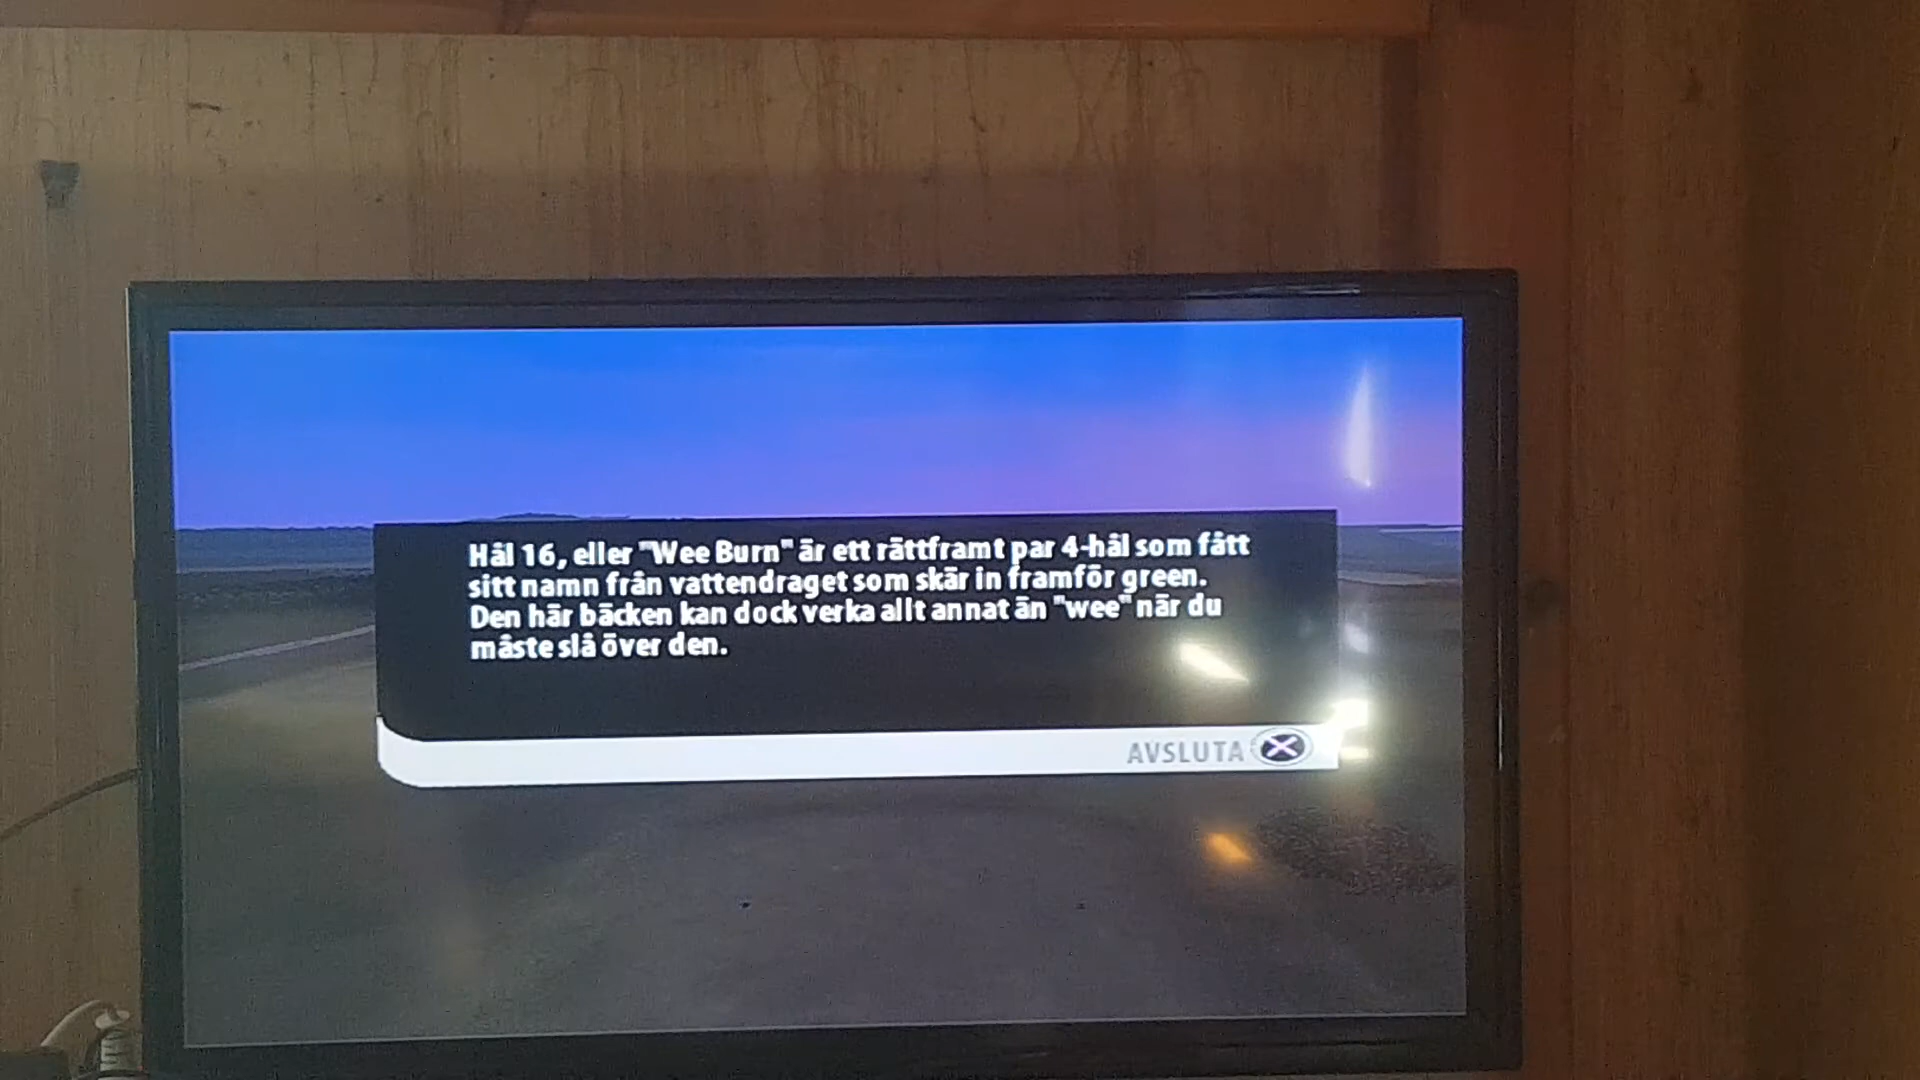 Hål 16, eller "Wee Burn" är ett rättframt par 4-hål som fått
sitt namn från vattendraget som skär in framför green.
Den här bäcken kan dock verka allt annat än "wee" när du
måste slå över den.
AVSLUTA